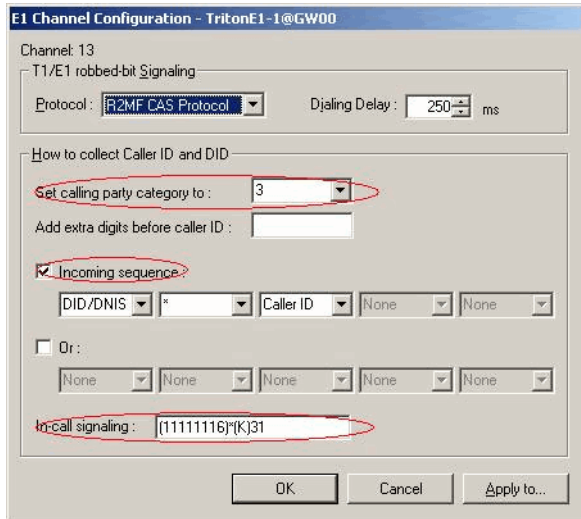 E1 Channel Configuration - TritonE1-1@GW00
Channel: 13
T1/E1 robbed-bit Signaling
Protocol : R2MF CAS Protocol Dialing Delay : 250 ms
How to collect Caller ID and DID
Set calling party category to : 3
Add extra digits before caller ID :
Incoming sequence :
DID/DNIS * Caller ID None None
Or :
None None None None None
In-call signaling : (11111116)*(K)31
OK Cancel Apply to...